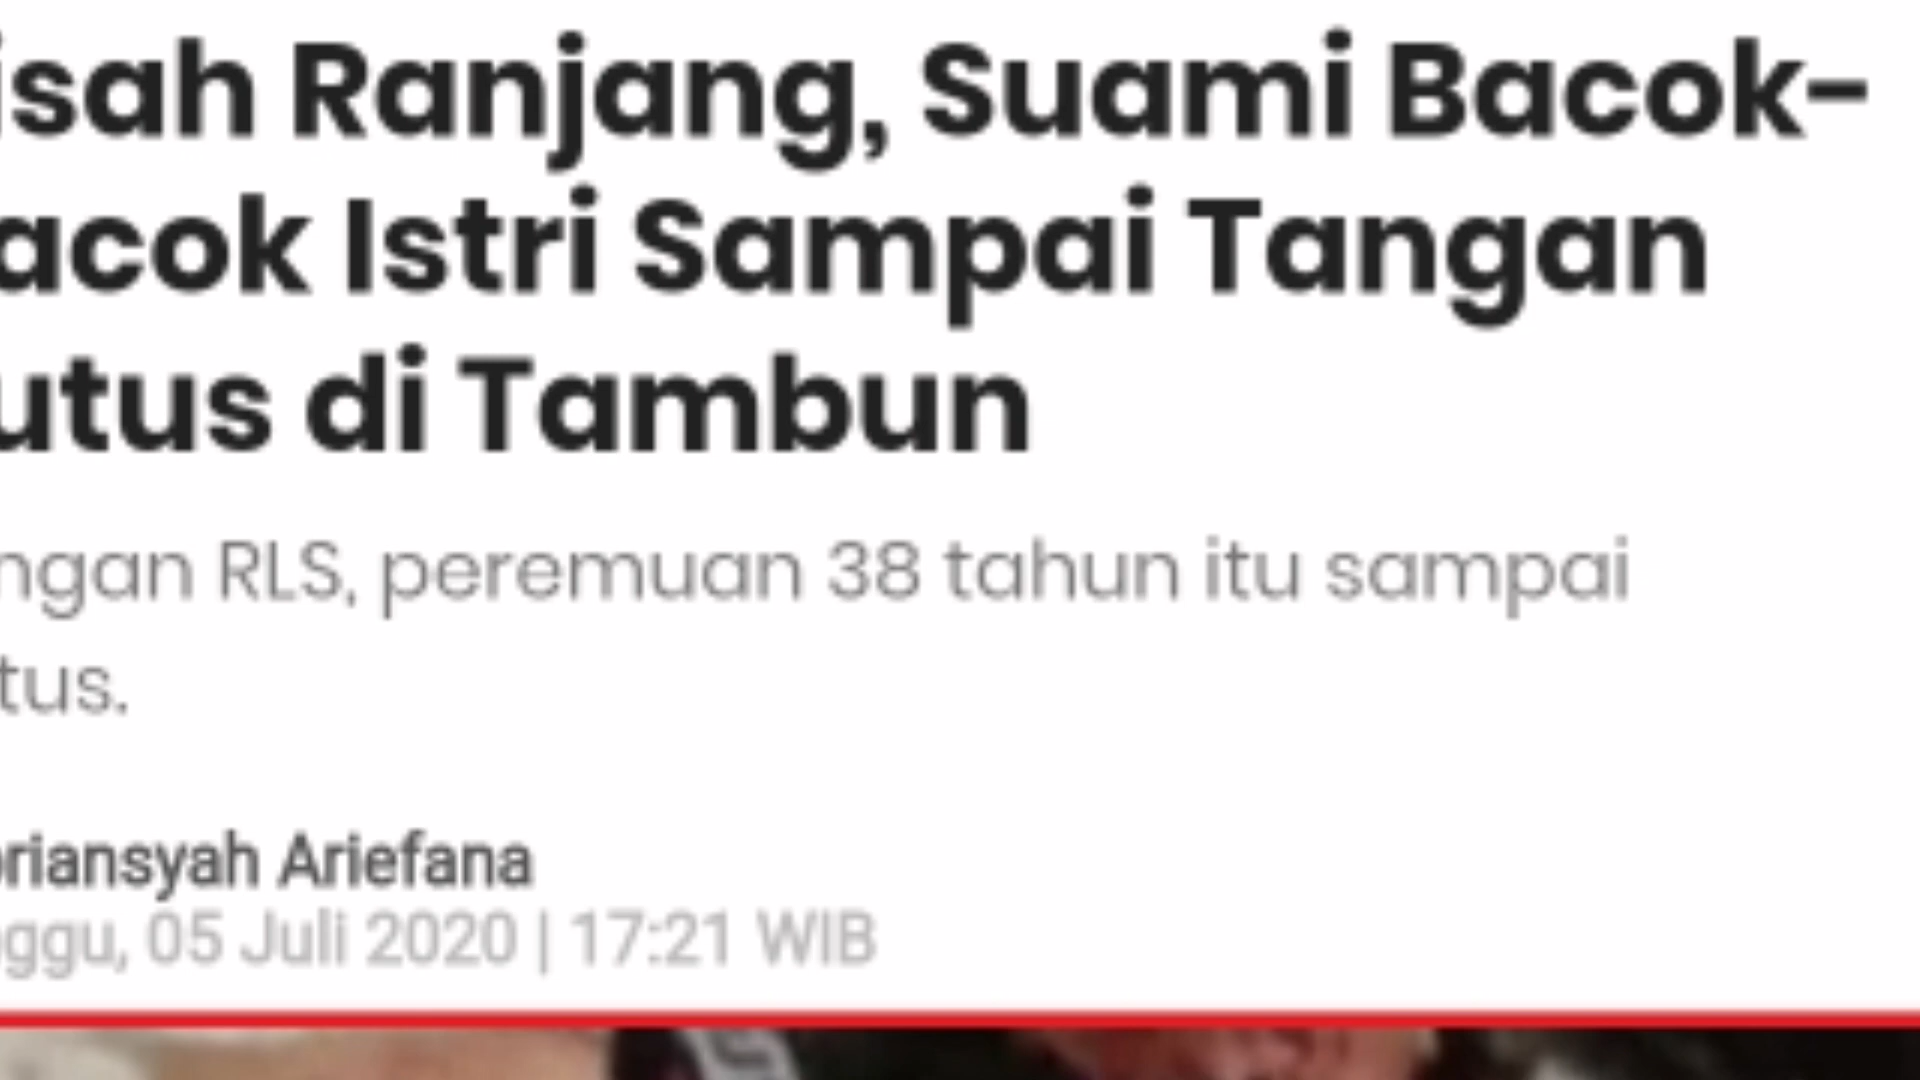 isah Ranjang, Suami Bacok-
acok Istri Sampai Tangan
utus di Tambun
ngan RLS, peremuan 38 tahun itu sampai
tus.
riansyah Ariefana
ggu, 05 Juli 2020 | 17:21 WIB